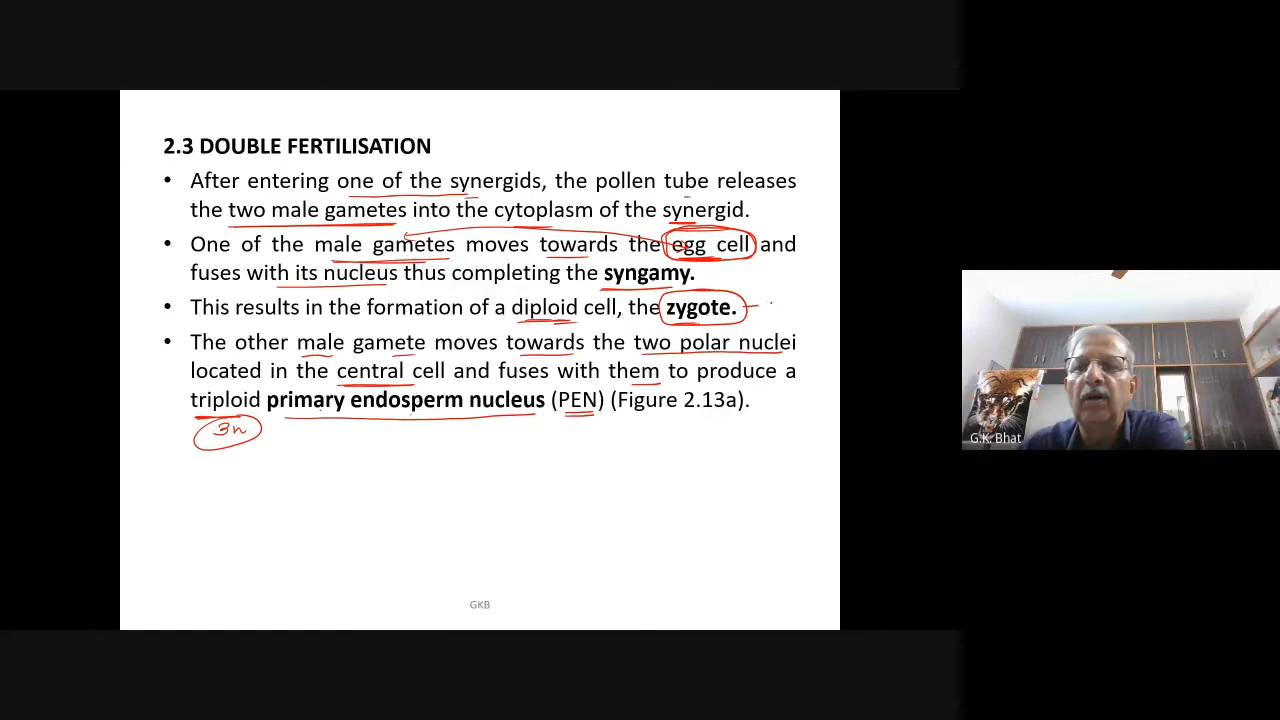 2.3 DOUBLE FERTILISATION
• After entering one of the synergids, the pollen tube releases
the two male gametes into the cytoplasm of the synergid.
• One of the male gametes moves towards the egg cell and
fuses with its nucleus thus completing the syngamy.
• This results in the formation of a diploid cell, the zygote.
• The other male gamete moves towards the two polar nuclei
located in the central cell and fuses with them to produce a
triploid primary endosperm nucleus (PEN) (Figure 2.13a).
3n
GKB
G.K. Bhat